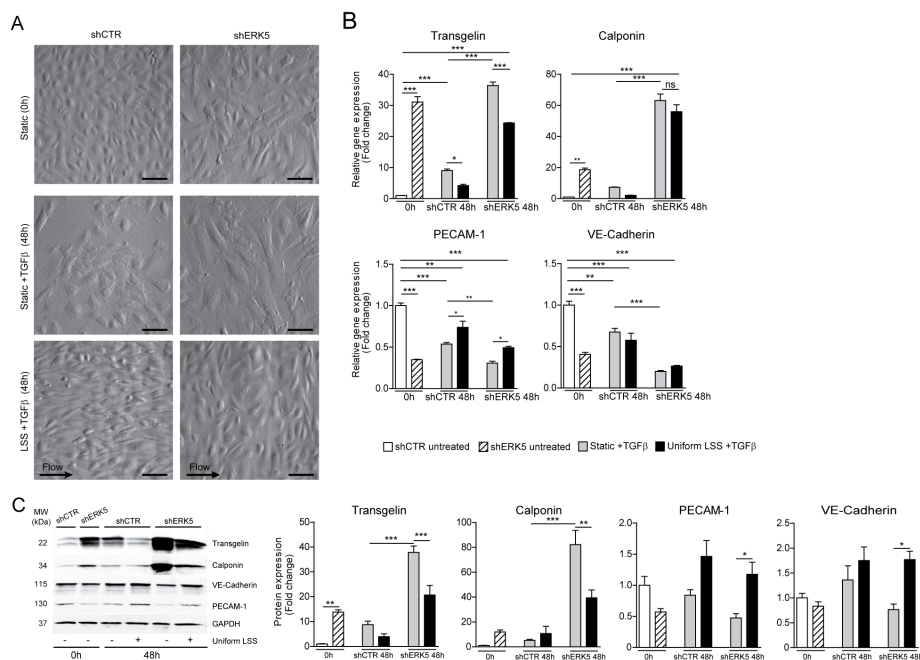 A
shCTR
shERK5
Static (0h)
Static +TGFβ (48h)
LSS +TGFβ (48h)
Flow
Flow
B
Transgelin
Relative gene expression
(Fold change)
40
30
20
10
0
***
***
***
***
***
*
0h
shCTR 48h
shERK5 48h
Calponin
80
60
40
20
0
***
***
ns
**
0h
shCTR 48h
shERK5 48h
PECAM-1
Relative gene expression
(Fold change)
1.5
1.0
0.5
0.0
***
**
***
***
**
*
*
0h
shCTR 48h
shERK5 48h
VE-Cadherin
1.5
1.0
0.5
0.0
***
***
**
***
***
0h
shCTR 48h
shERK5 48h
shCTR untreated
shERK5 untreated
Static +TGFβ
Uniform LSS +TGFβ
C
MW
(kDa)
shCTR
shERK5
shCTR
shERK5
22
Transgelin
34
Calponin
115
VE-Cadherin
130
PECAM-1
37
GAPDH
- - - + - + Uniform LSS
0h
48h
Transgelin
Protein expression
(Fold change)
50
40
30
20
10
0
**
***
***
0h
shCTR 48h
shERK5 48h
Calponin
100
80
60
40
20
0
***
**
0h
shCTR 48h
shERK5 48h
PECAM-1
2.0
1.5
1.0
0.5
0.0
*
0h
shCTR 48h
shERK5 48h
VE-Cadherin
2.5
2.0
1.5
1.0
0.5
0.0
*
0h
shCTR 48h
shERK5 48h